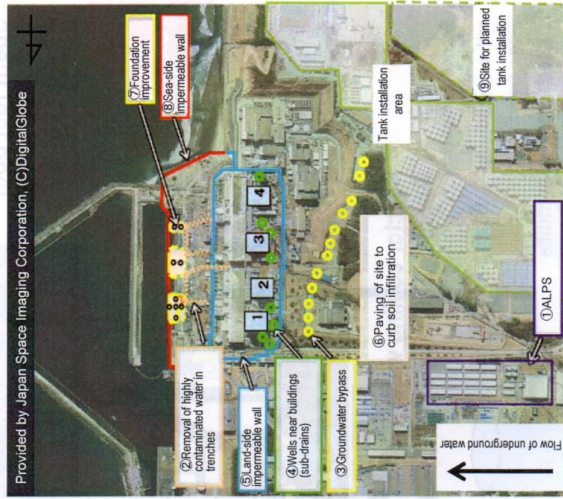 Provided by Japan Space Imaging Corporation, (C)DigitalGlobe
⑦Foundation
improvement
⑧Sea-side
impermeable wall
②Removal of highly
contaminated water in
trenches
⑤Land-side
impermeable wall
④Wells near buildings
(sub-drains)
③Groundwater bypass
1
2
3
4
⑥Paving of site to
curb soil infiltration
Tank installation
area
⑨Site for planned
tank installation
①ALPS
Flow of underground water